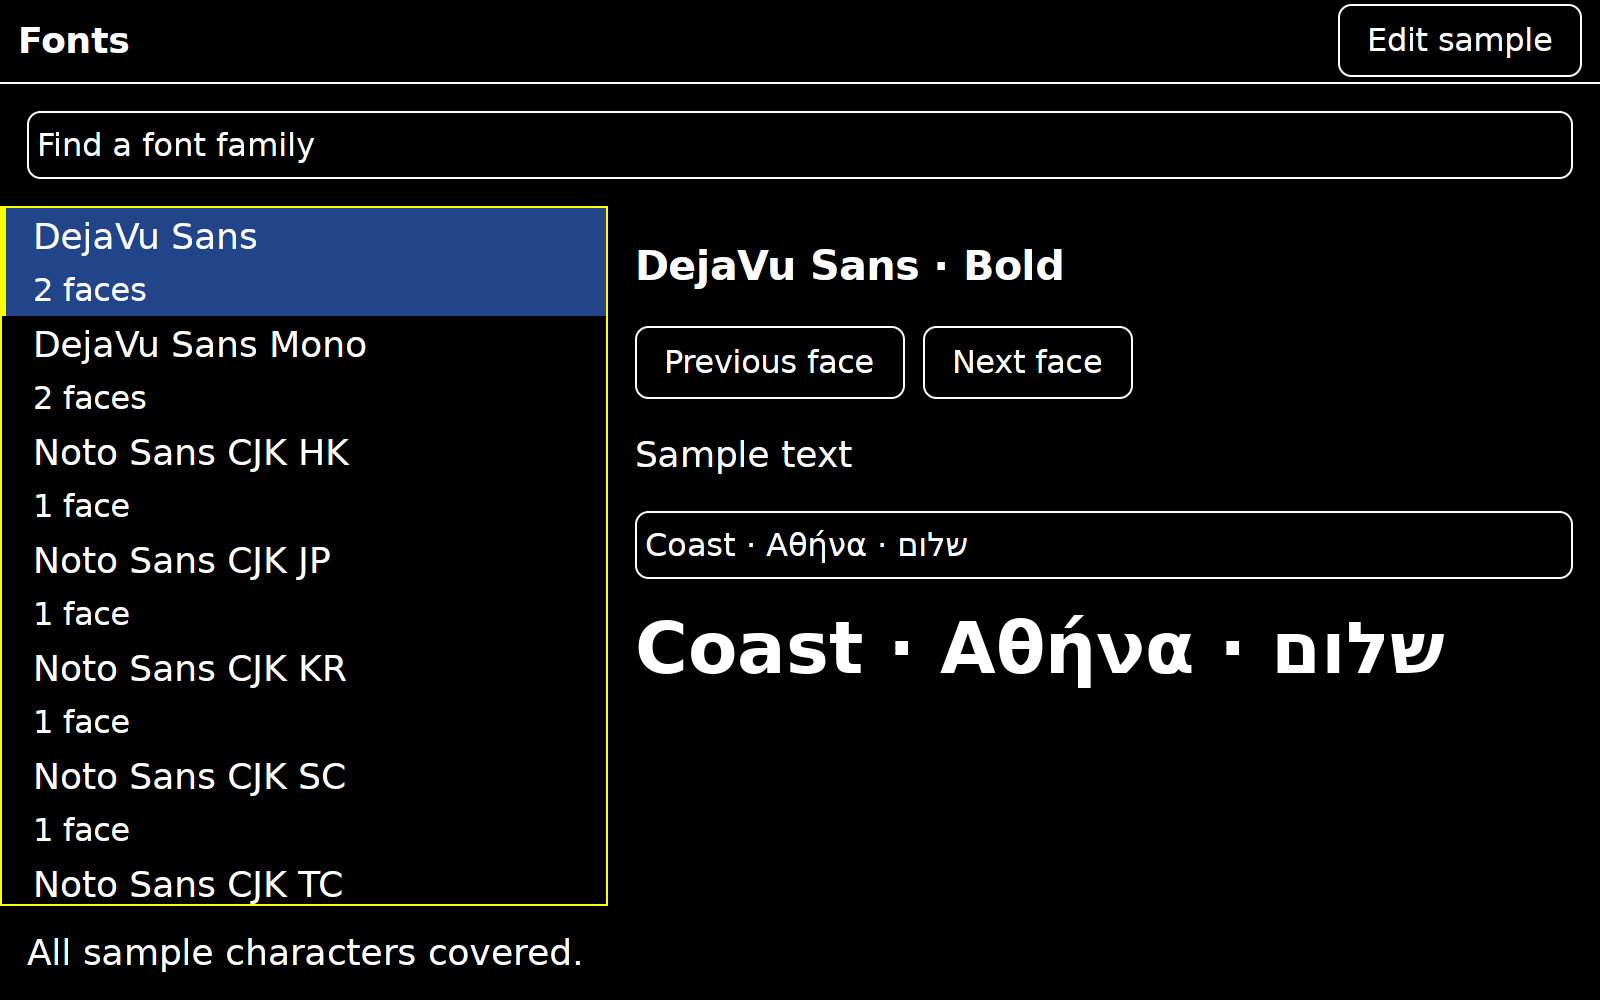 Fonts
Edit sample
Find a font family
DejaVu Sans
2 faces
DejaVu Sans Mono
2 faces
Noto Sans CJK HK
1 face
Noto Sans CJK JP
1 face
Noto Sans CJK KR
1 face
Noto Sans CJK SC
1 face
Noto Sans CJK TC
DejaVu Sans · Bold
Previous face
Next face
Sample text
Coast · Αθήνα · שלום
Coast · Αθήνα · שלום
All sample characters covered.